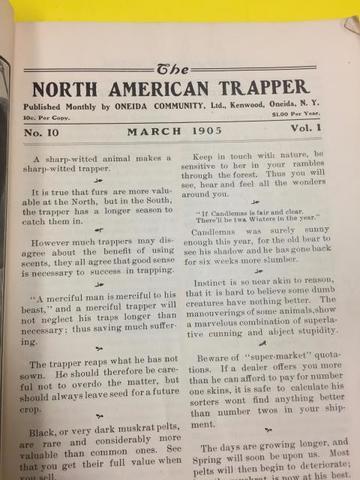 The
NORTH AMERICAN TRAPPER
Published Monthly by ONEIDA COMMUNITY, Ltd., Kenwood, Oneida, N. Y.
10c. Per Copy.
$1.00 Per Year.
No. 10
MARCH 1905
Vol. 1
A sharp-witted animal makes a
sharp-witted trapper.
It is true that furs are more valu-
able at the North, but in the South,
the trapper has a longer season to
catch them in.
However much trappers may dis-
agree about the benefit of using
scents, they all agree that good sense
is necessary to success in trapping.
"A merciful man is merciful to his
beast," and a merciful trapper will
not neglect his traps longer than
necessary; thus saving much suffer-
ing.
The trapper reaps what he has not
sown. He should therefore be care-
ful not to overdo the matter, but
should always leave seed for a future
crop.
Black, or very dark muskrat pelts,
are rare and considerably more
valuable than common ones. See
that you get their full value when
you sell.
Keep in touch with nature, be
sensitive to her in your rambles
through the forest. Thus you will
see, hear and feel all the wonders
around you.
"If Candlemas is fair and clear.
There'll be two Winters in the year."
Candlemas was surely sunny
enough this year, for the old bear to
see his shadow and he has gone back
for six weeks more slumber.
Instinct is so near akin to reason,
that it is hard to believe some dumb
creatures have nothing better. The
manouverings of some animals, show
a marvelous combination of superla-
tive cunning and abject stupidity.
Beware of "super-market" quota-
tions. If a dealer offers you more
than he can afford to pay for number
one skins, it is safe to calculate his
sorters wont find anything better
than number twos in your ship-
ment.
The days are growing longer, and
Spring will soon be upon us. Most
pelts will then begin to deteriorate;
muskrat is now at his best.